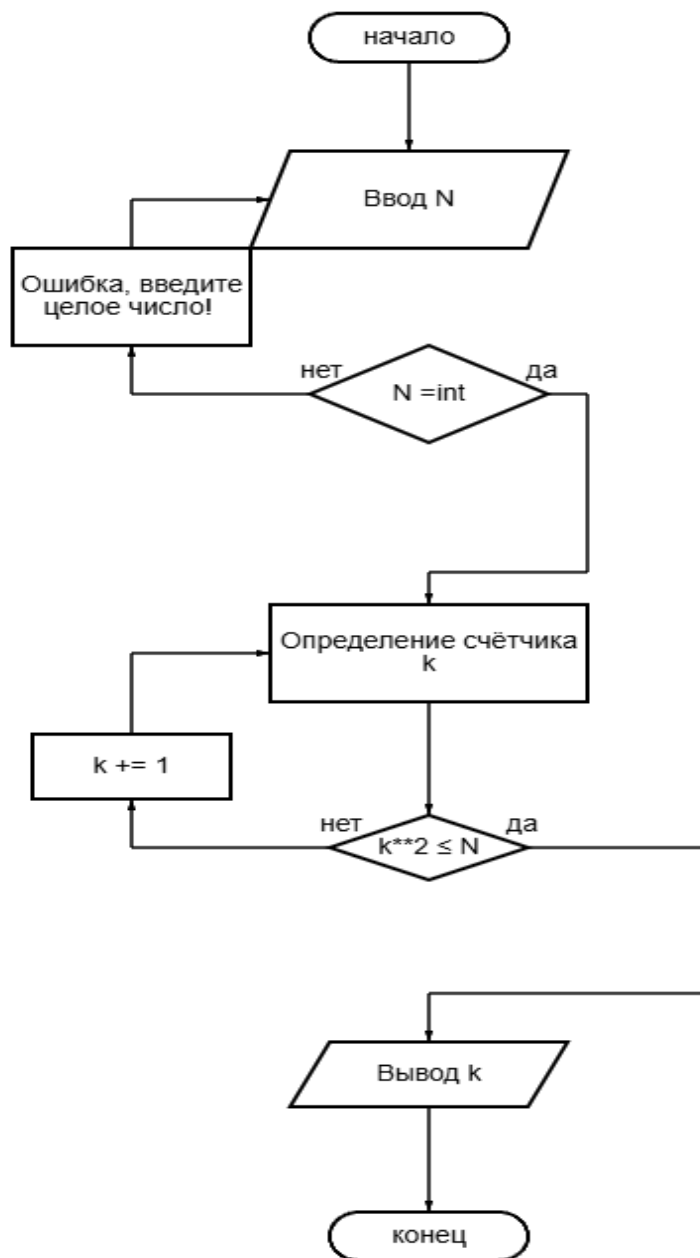 начало
Ввод N
Ошибка, введите
целое число!
нет
да
N =int
Определение счётчика
k
k += 1
нет
да
k**2 ≤ N
Вывод k
конец